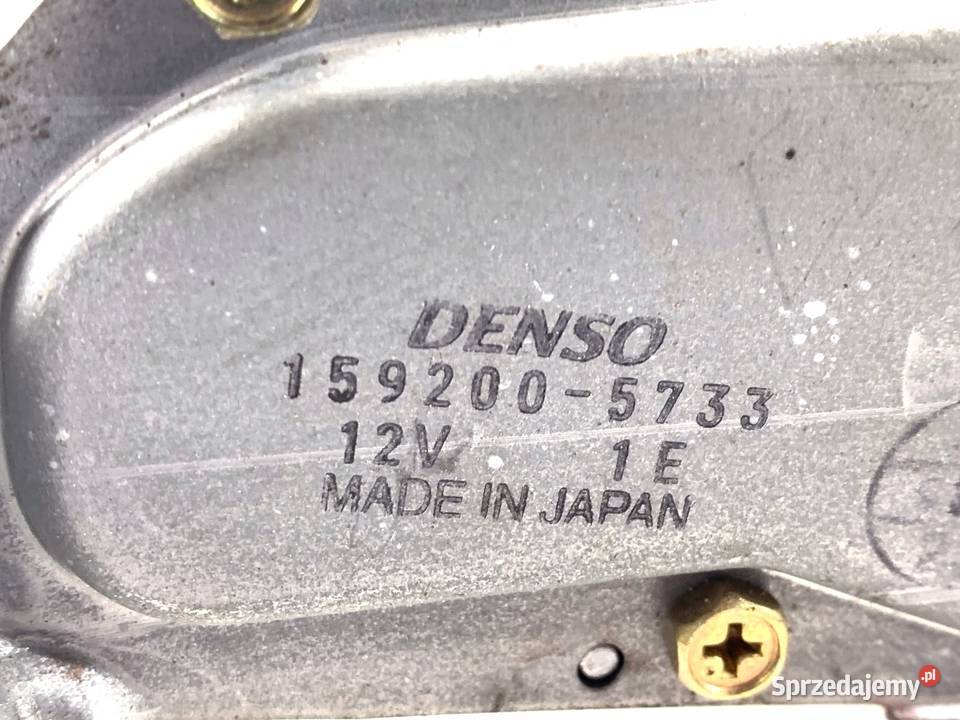 DENSO
159200-5733
12V 1E
MADE IN JAPAN
Sprzedajemy.pl